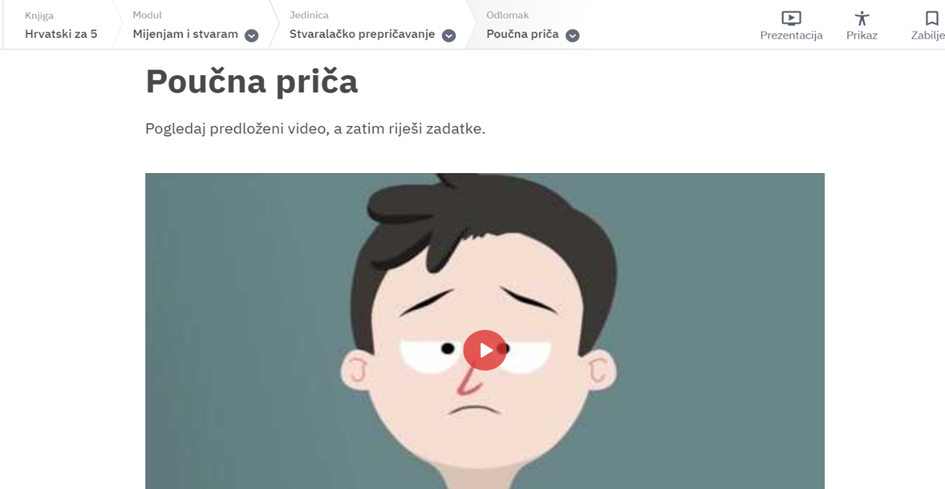 Knjiga
Hrvatski za 5
Modul
Mijenjam i stvaram
Jedinica
Stvaralačko prepričavanje
Odlomak
Poučna priča
Prezentacija
Prikaz
Zabilje
Poučna priča
Pogledaj predloženi video, a zatim riješi zadatke.